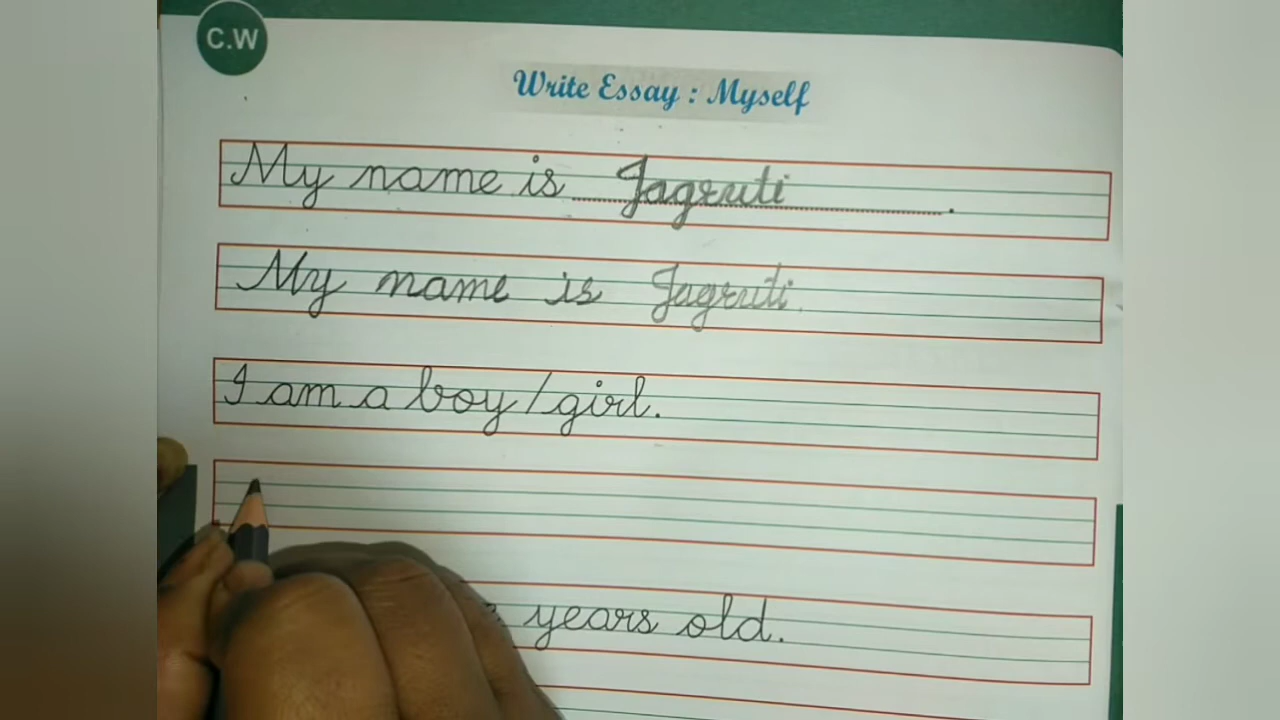 C.W
Write Essay : Myself
My name is Jagruti .
My name is Jagruti.
I am a boy/girl.
years old.